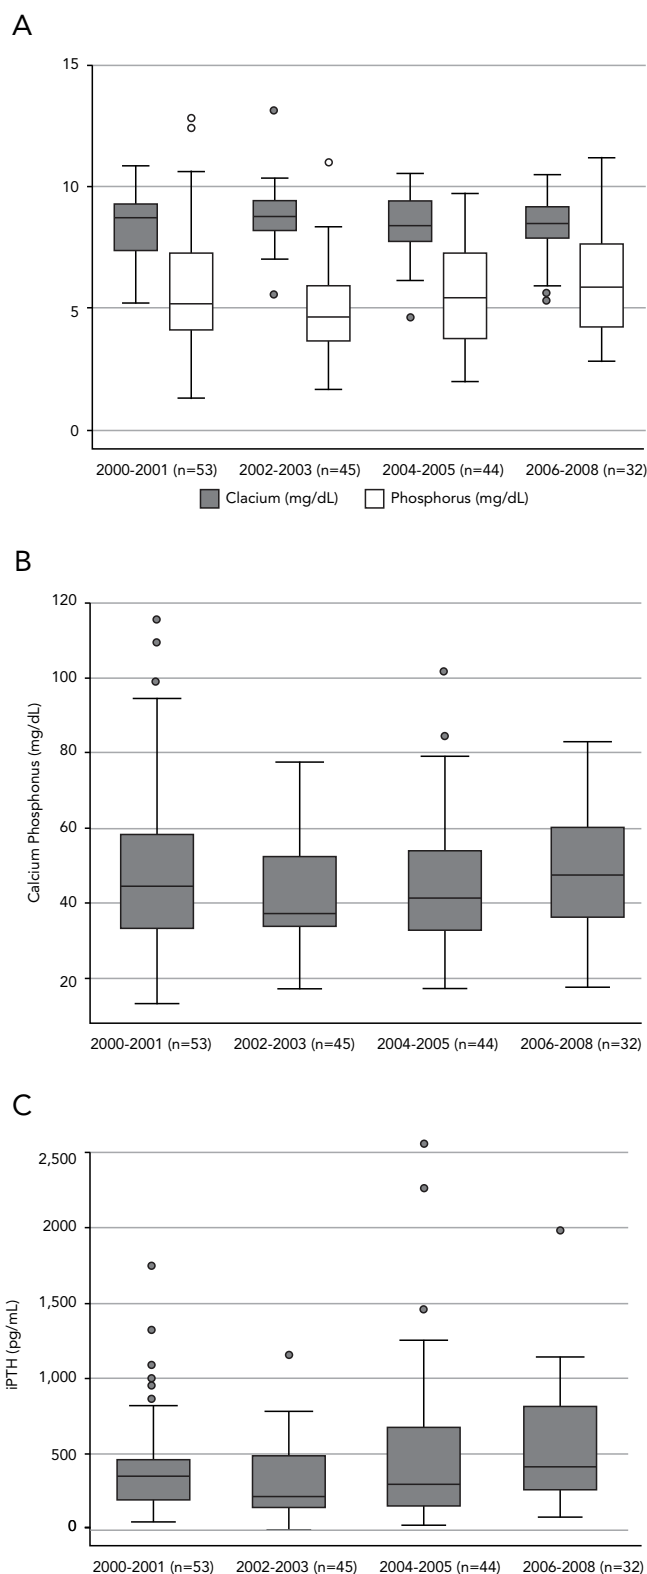 A
15
10
5
0
2000-2001 (n=53) 2002-2003 (n=45) 2004-2005 (n=44) 2006-2008 (n=32)
Clacium (mg/dL) Phosphorus (mg/dL)
B
120
100
80
60
40
20
Calcium Phosphonus (mg/dL)
2000-2001 (n=53) 2002-2003 (n=45) 2004-2005 (n=44) 2006-2008 (n=32)
C
2,500
2000
1,500
1,000
500
0
iPTH (pg/mL)
2000-2001 (n=53) 2002-2003 (n=45) 2004-2005 (n=44) 2006-2008 (n=32)